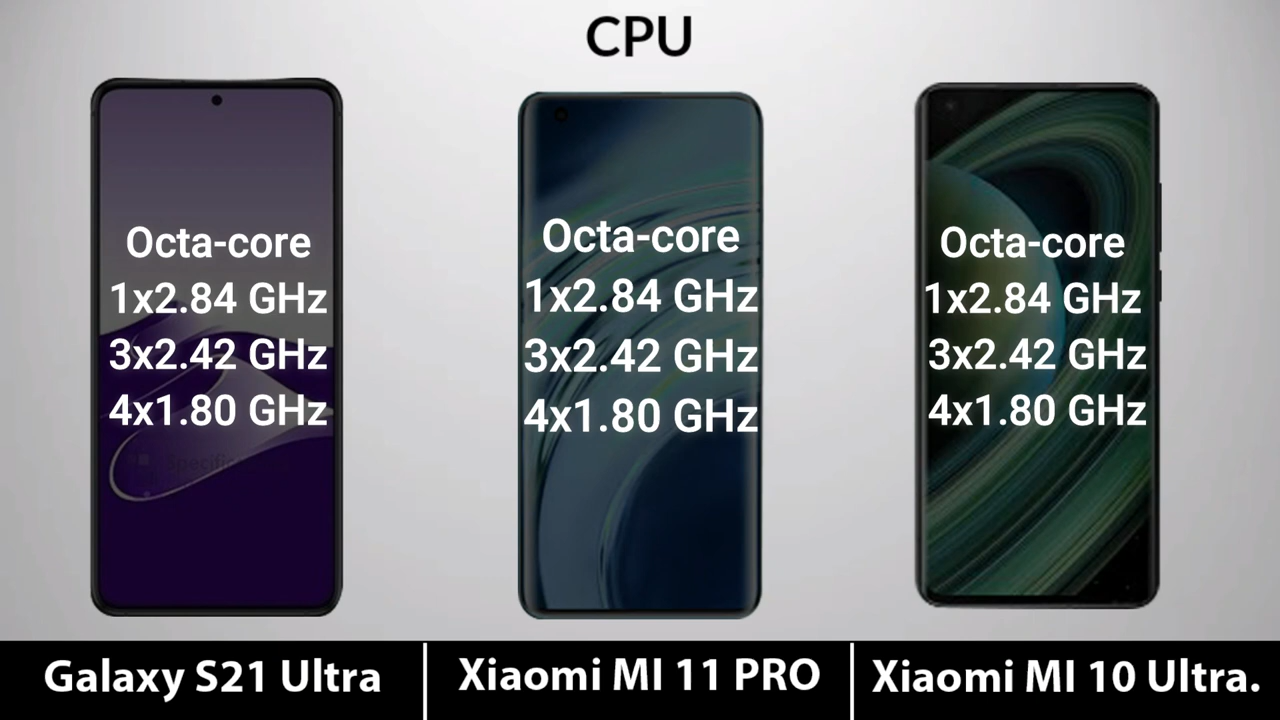 CPU
Octa-core
1x2.84 GHz
3x2.42 GHz
4x1.80 GHz
Octa-core
1x2.84 GHz
3x2.42 GHz
4x1.80 GHz
Octa-core
1x2.84 GHz
3x2.42 GHz
4x1.80 GHz
Galaxy S21 Ultra
Xiaomi MI 11 PRO
Xiaomi MI 10 Ultra.